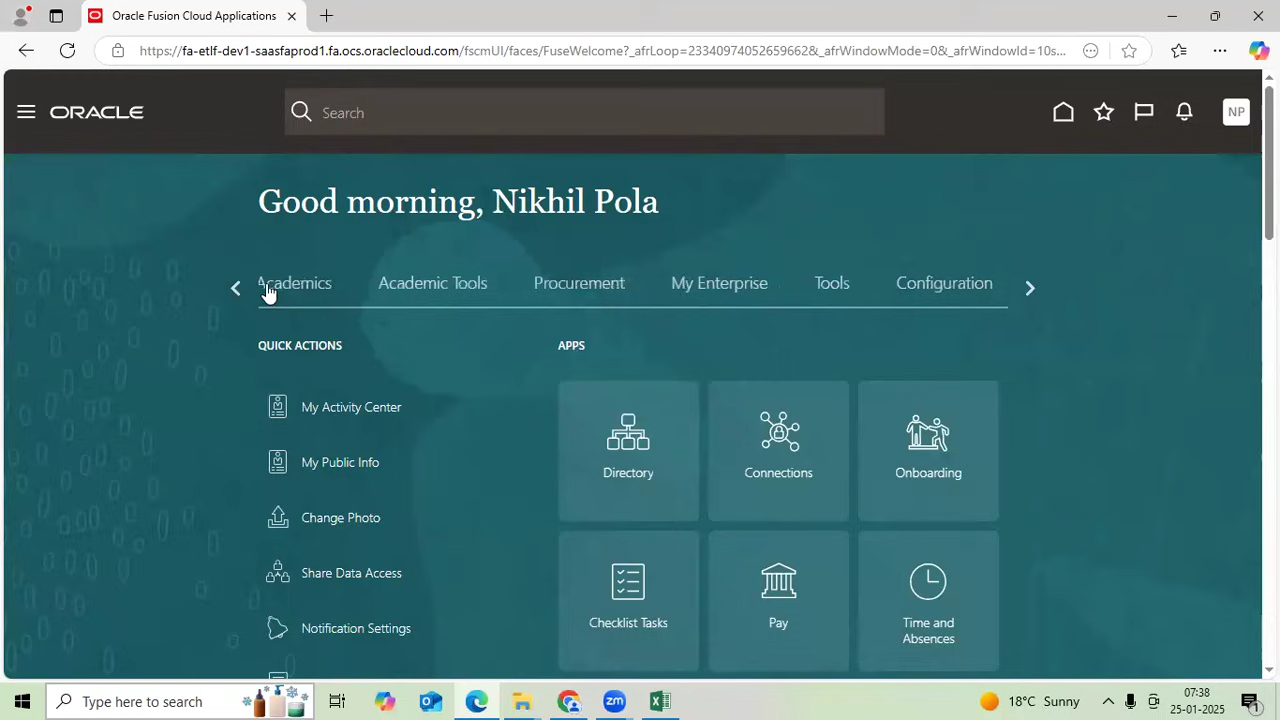 Oracle Fusion Cloud Applications
https://fa-etlf-dev1-saasfaprod1.fa.ocs.oraclecloud.com/fscmUI/faces/FuseWelcome?_afrLoop=23340974052659662&_afrWindowMode=0&_afrWindowId=10s...
ORACLE
Search
NP
Good morning, Nikhil Pola
Academics Academic Tools Procurement My Enterprise Tools Configuration
QUICK ACTIONS
My Activity Center
My Public Info
Change Photo
Share Data Access
Notification Settings
APPS
Directory
Connections
Onboarding
Checklist Tasks
Pay
Time and
Absences
Type here to search
zm
18°C Sunny
07:38
25-01-2025
1